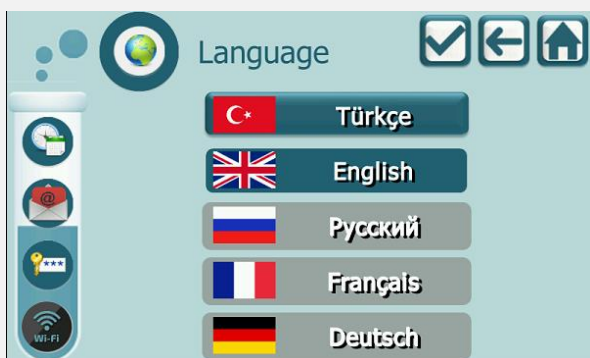 Language
Türkçe
English
@
Русский
***
Français
Wi-Fi
Deutsch